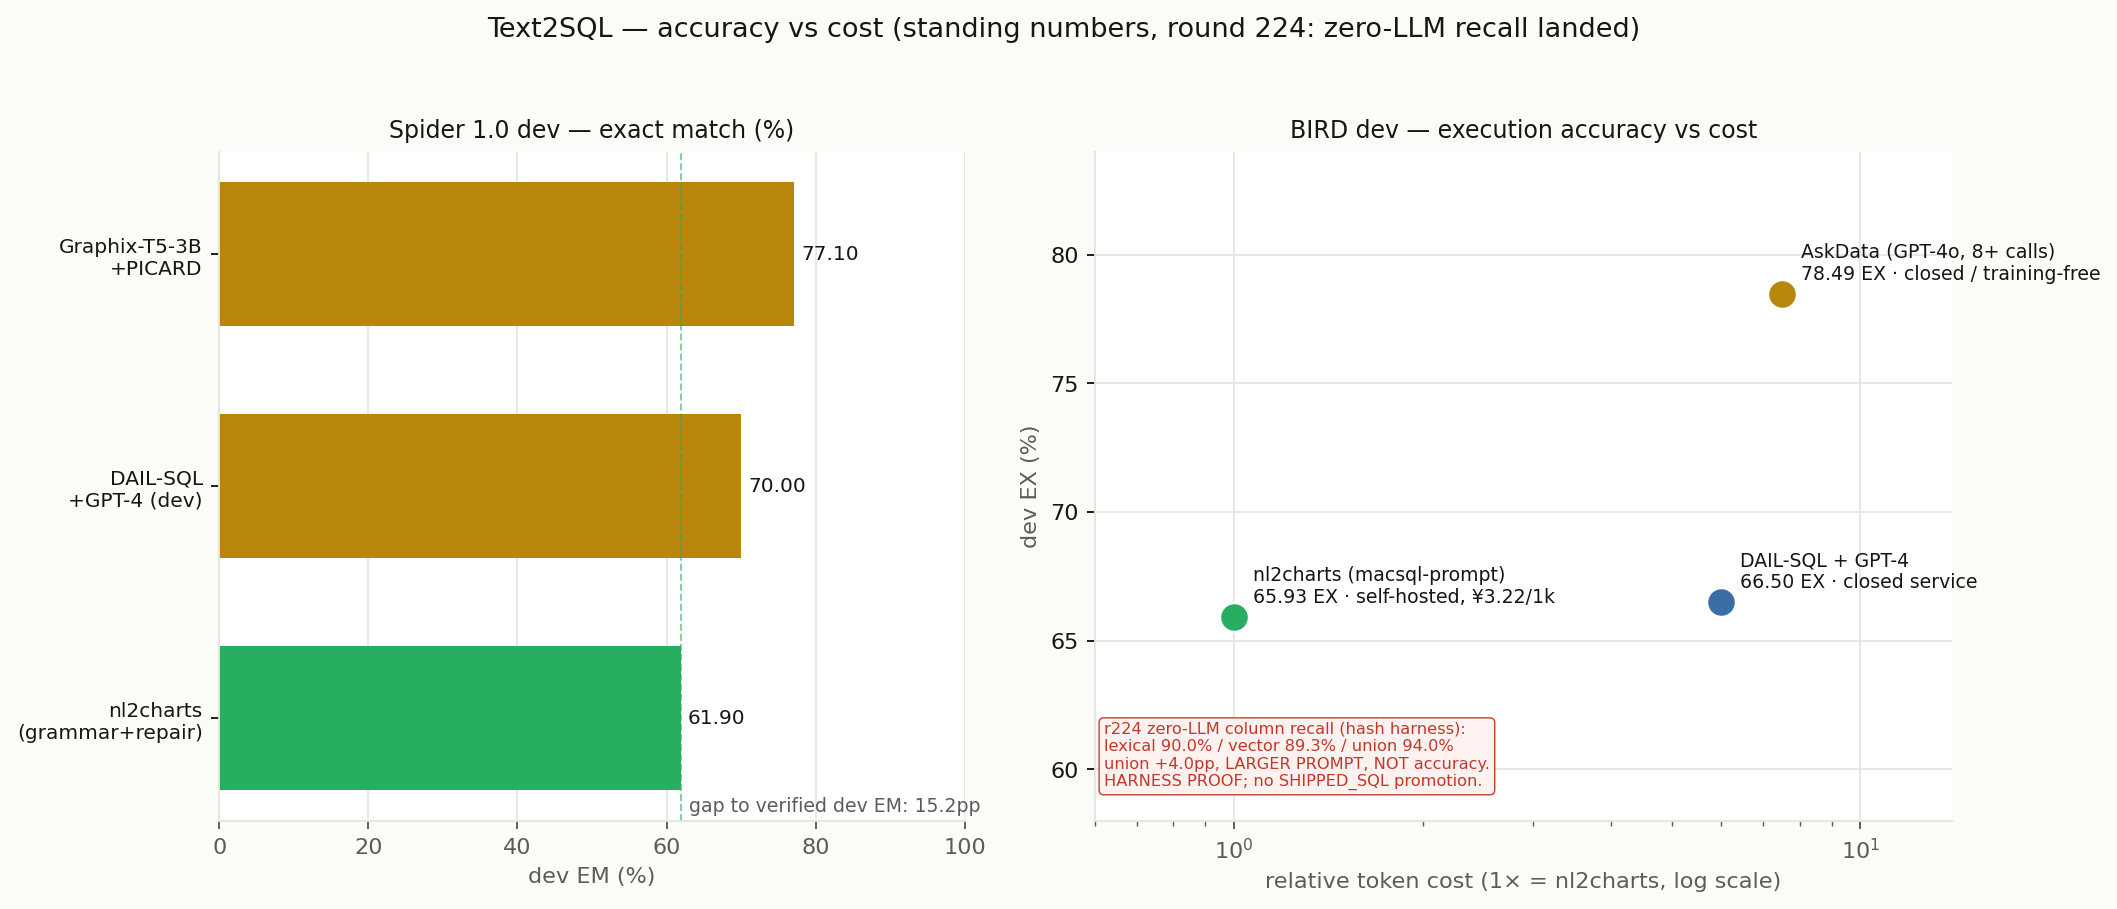 Text2SQL — accuracy vs cost (standing numbers, round 224: zero-LLM recall landed)
Spider 1.0 dev — exact match (%)
Graphix-T5-3B
+PICARD
77.10
DAIL-SQL
+GPT-4 (dev)
70.00
nl2charts
(grammar+repair)
61.90
gap to verified dev EM: 15.2pp
0 20 40 60 80 100
dev EM (%)
BIRD dev — execution accuracy vs cost
dev EX (%)
80
75
70
65
60
AskData (GPT-4o, 8+ calls)
78.49 EX · closed / training-free
DAIL-SQL + GPT-4
66.50 EX · closed service
nl2charts (macsql-prompt)
65.93 EX · self-hosted, ¥3.22/1k
r224 zero-LLM column recall (hash harness):
lexical 90.0% / vector 89.3% / union 94.0%
union +4.0pp, LARGER PROMPT, NOT accuracy.
HARNESS PROOF; no SHIPPED_SQL promotion.
10⁰ 10¹
relative token cost (1× = nl2charts, log scale)